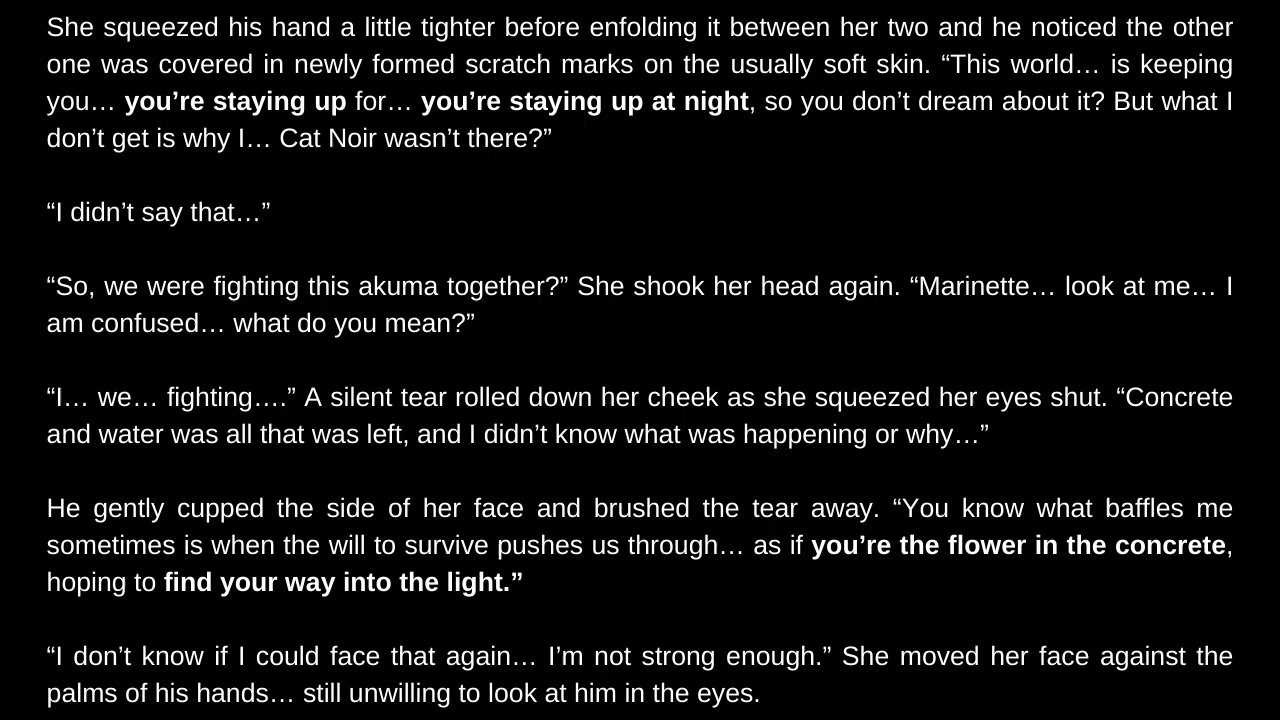 She squeezed his hand a little tighter before enfolding it between her two and he noticed the other
one was covered in newly formed scratch marks on the usually soft skin. “This world… is keeping
you… you’re staying up for… you’re staying up at night, so you don’t dream about it? But what I
don’t get is why I… Cat Noir wasn’t there?”
“I didn’t say that…”
“So, we were fighting this akuma together?” She shook her head again. “Marinette… look at me… I
am confused… what do you mean?”
“I… we… fighting….” A silent tear rolled down her cheek as she squeezed her eyes shut. “Concrete
and water was all that was left, and I didn’t know what was happening or why…”
He gently cupped the side of her face and brushed the tear away. “You know what baffles me
sometimes is when the will to survive pushes us through… as if you’re the flower in the concrete,
hoping to find your way into the light.”
“I don’t know if I could face that again… I’m not strong enough.” She moved her face against the
palms of his hands… still unwilling to look at him in the eyes.